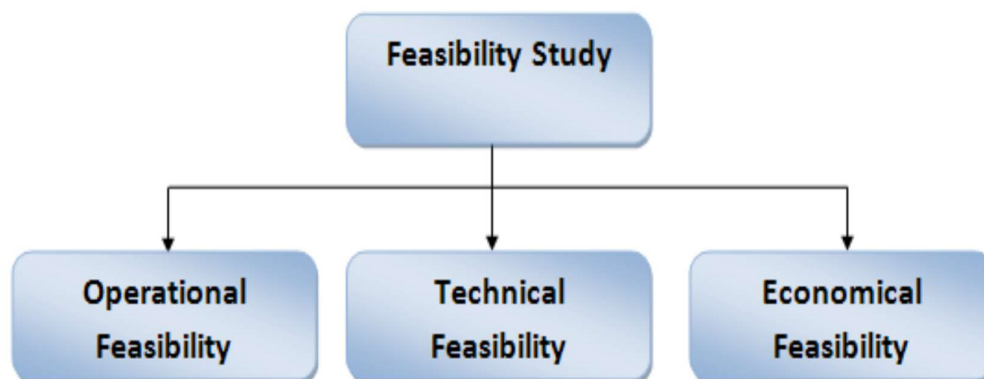 Feasibility Study
Operational
Feasibility
Technical
Feasibility
Economical
Feasibility